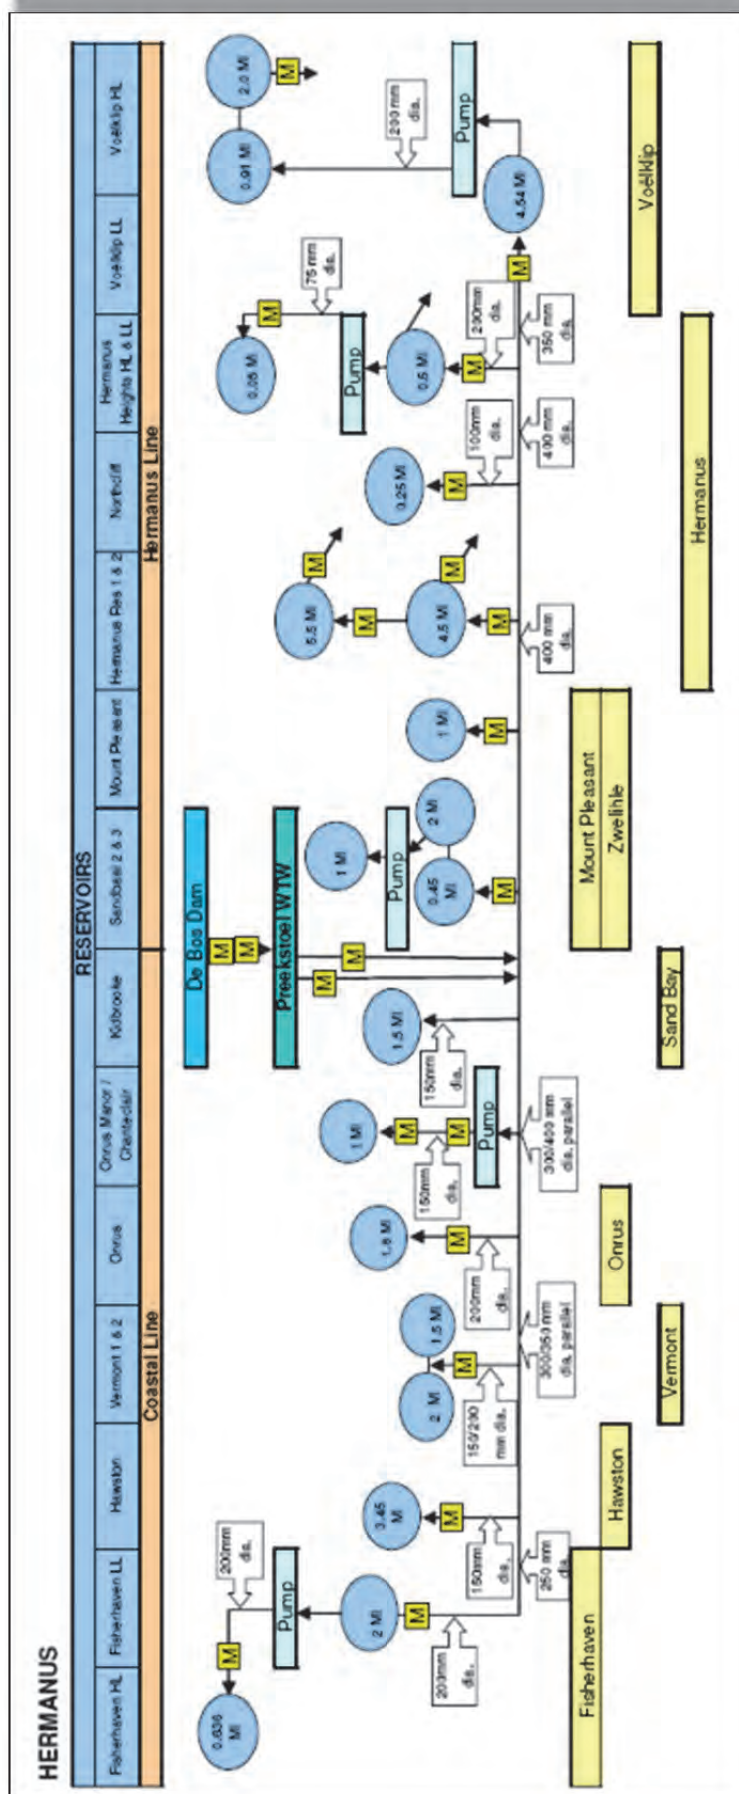 HERMANUS
RESERVOIRS
Fisherhaven HL
Fisherhaven LL
Hawston
Vermont 1 & 2
Onrus
Onrus Manor /
Chanteclair
Kidbrooke
Sandbaai 2 & 3
Mount Pleasant
Hermanus Res 1 & 2
Northcliff
Hermanus
Heights HL & LL
Voëlklip LL
Voëlklip HL
Coastal Line
Hermanus Line
De Bos Dam
M
M
Preekstoel WTW
M
M
0.636
Ml
M
200mm
dia.
Pump
2 Ml
M
200mm
dia.
3.45
Ml
M
150mm
dia.
250 mm
dia.
2 Ml
1.5 Ml
M
150/200
mm dia.
300/350 mm
dia. parallel
1.8 Ml
M
200mm
dia.
1 Ml
M
150mm
dia.
M
Pump
300/400 mm
dia. parallel
1.5 Ml
150mm
dia.
1 Ml
Pump
0.45
Ml
2 Ml
M
1 Ml
M
5.5 Ml
M
M
4.5 Ml
M
M
400 mm
dia.
0.25 Ml
M
100mm
dia.
400 mm
dia.
0.05 Ml
M
75 mm
dia.
Pump
0.5 Ml
M
200mm
dia.
350 mm
dia.
M
4.54 Ml
Pump
200 mm
dia.
0.91 Ml
2.0 Ml
M
Fisherhaven
Hawston
Vermont
Onrus
Sand Bay
Mount Pleasant
Zwelihle
Hermanus
Voëlklip